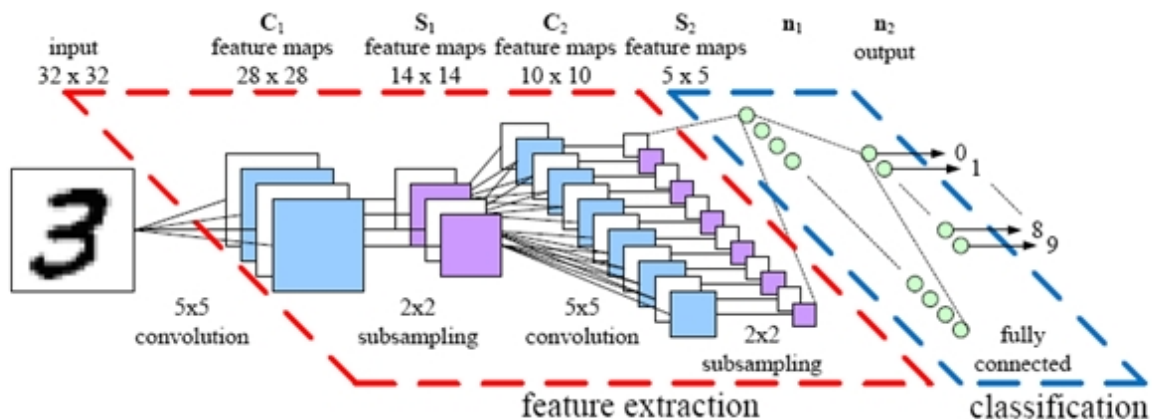 input
32 x 32
C₁
feature maps
28 x 28
S₁
feature maps
14 x 14
C₂
feature maps
10 x 10
S₂
feature maps
5 x 5
n₁
n₂
output
3
0
1
8
9
5x5
convolution
2x2
subsampling
5x5
convolution
2x2
subsampling
fully
connected
feature extraction
classification